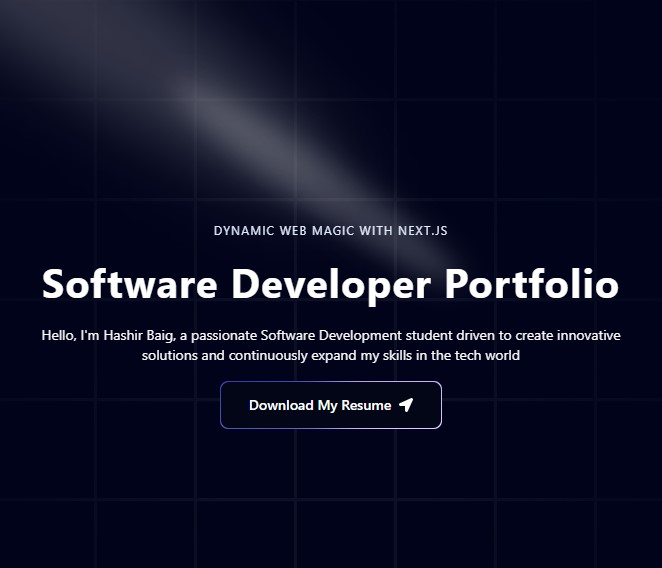 DYNAMIC WEB MAGIC WITH NEXT.JS
Software Developer Portfolio
Hello, I'm Hashir Baig, a passionate Software Development student driven to create innovative
solutions and continuously expand my skills in the tech world
Download My Resume